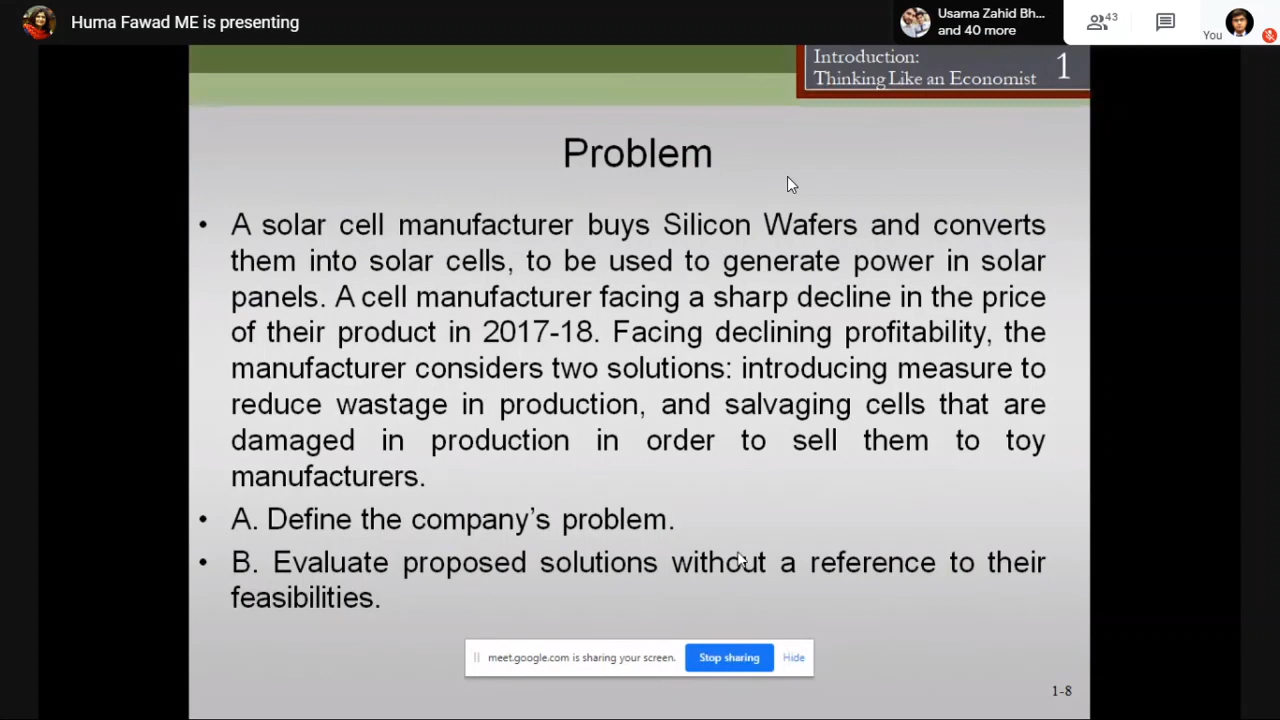 Huma Fawad ME is presenting
Usama Zahid Bh...
and 40 more
43
You
Introduction:
Thinking Like an Economist 1
Problem
• A solar cell manufacturer buys Silicon Wafers and converts
them into solar cells, to be used to generate power in solar
panels. A cell manufacturer facing a sharp decline in the price
of their product in 2017-18. Facing declining profitability, the
manufacturer considers two solutions: introducing measure to
reduce wastage in production, and salvaging cells that are
damaged in production in order to sell them to toy
manufacturers.
• A. Define the company's problem.
• B. Evaluate proposed solutions without a reference to their
feasibilities.
meet.google.com is sharing your screen. Stop sharing Hide
1-8